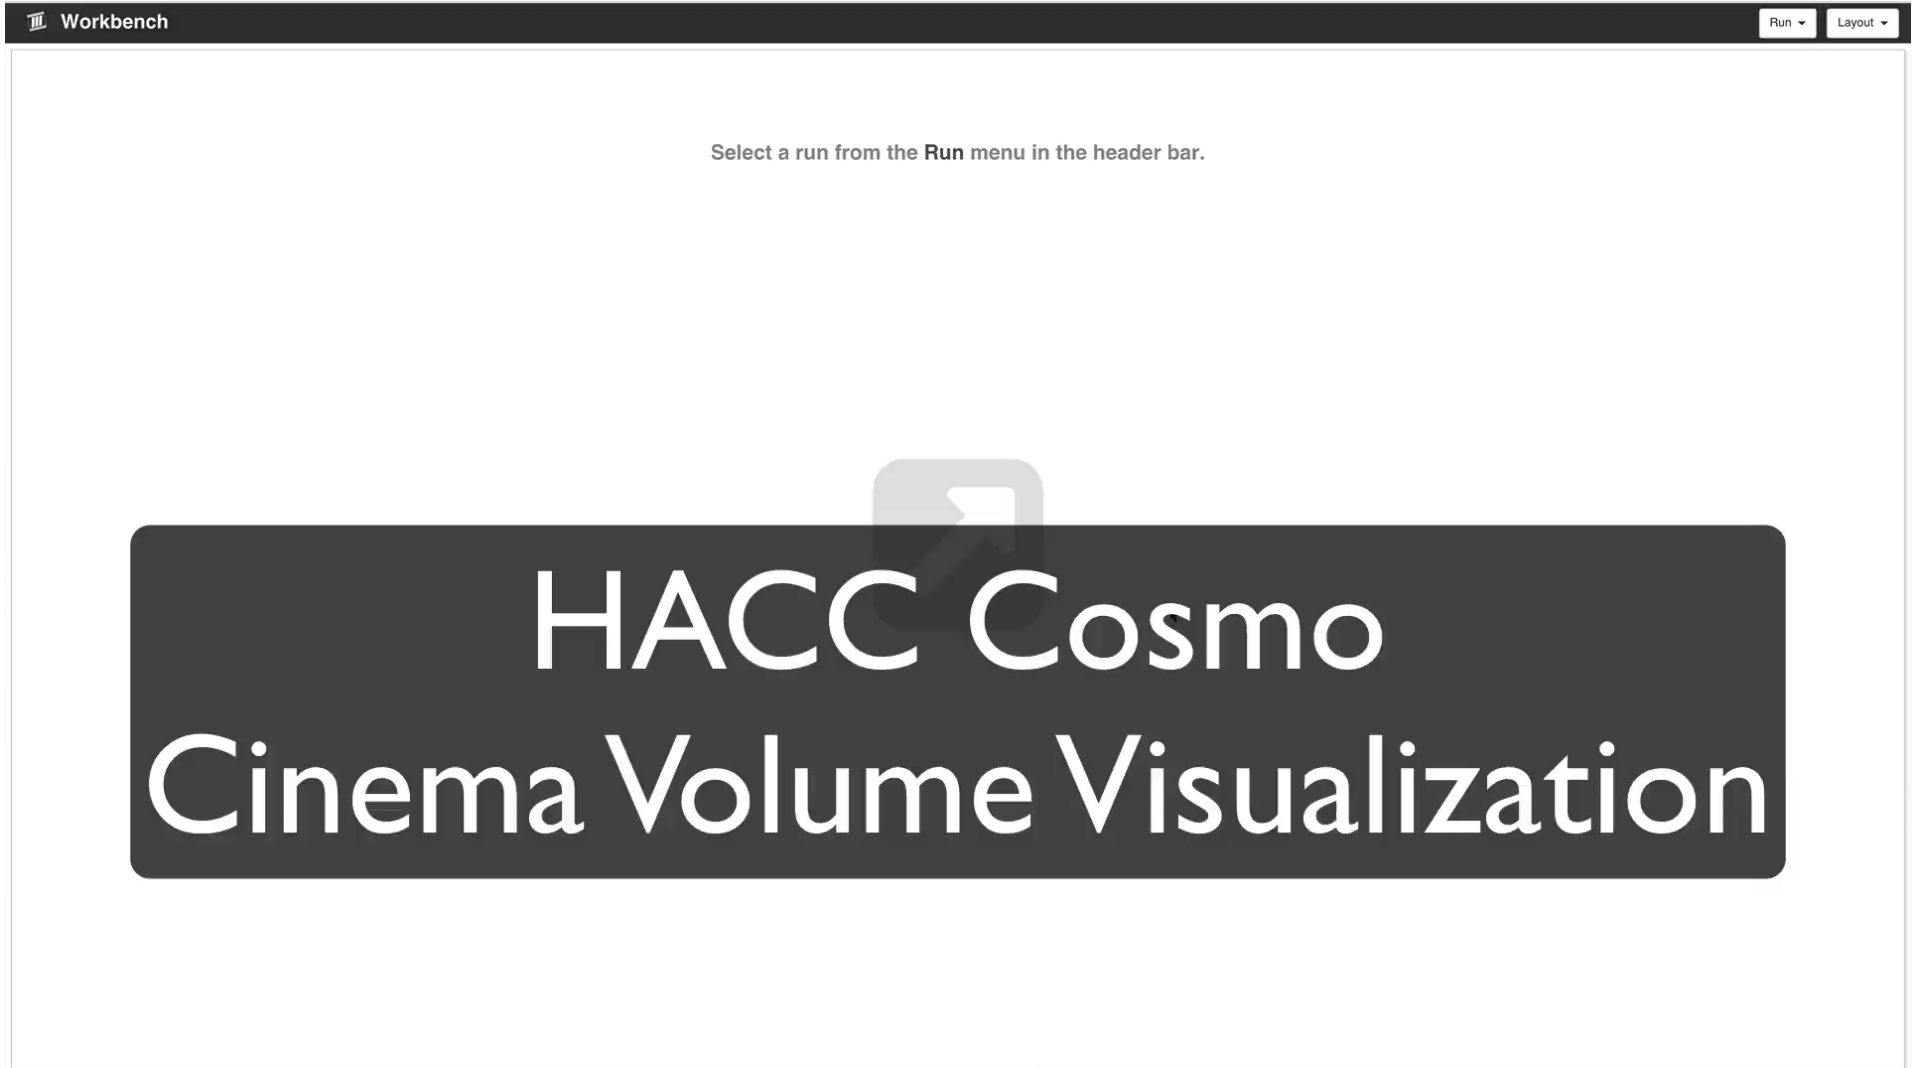 Workbench
Run
Layout
Select a run from the Run menu in the header bar.
HACC Cosmo
Cinema Volume Visualization